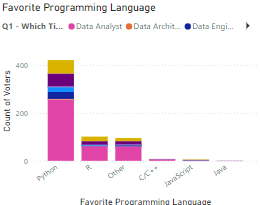 Favorite Programming Language
Q1 - Which Ti... Data Analyst Data Archit... Data Engi...
Count of Voters
400
200
0
Python
R
Other
C/C++
JavaScript
Java
Favorite Programming Language